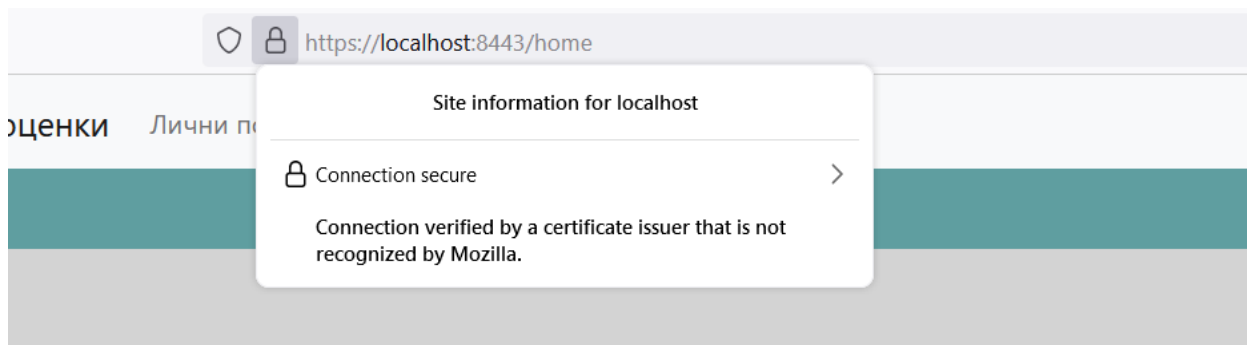 https://localhost:8443/home
Site information for localhost
Лични
Connection secure
Connection verified by a certificate issuer that is not
recognized by Mozilla.